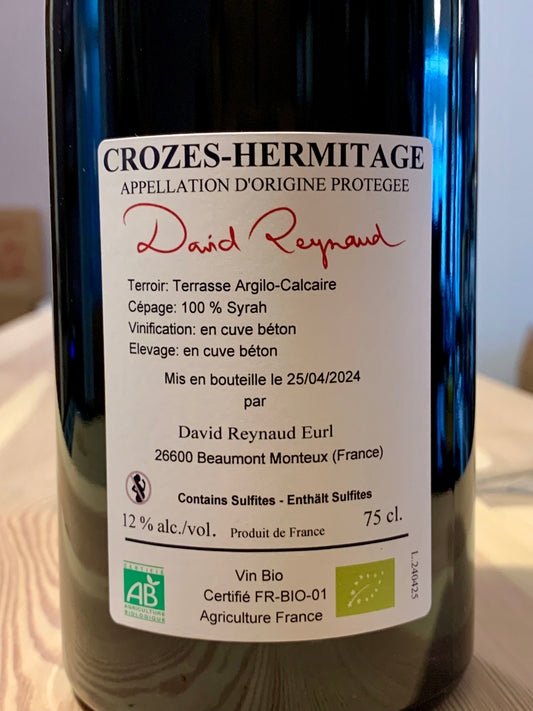 CROZES-HERMITAGE
APPELLATION D'ORIGINE PROTEGEE
David Reynaud
Terroir: Terrasse Argilo-Calcaire
Cépage: 100 % Syrah
Vinification: en cuve béton
Elevage: en cuve béton
Mis en bouteille le 25/04/2024
par
David Reynaud Eurl
26600 Beaumont Monteux (France)
Contains Sulfites - Enthält Sulfites
12 % alc./vol. Produit de France 75 cl.
L.240425
CERTIFIÉ
AB
AGRICULTURE
BIOLOGIQUE
Vin Bio
Certifié FR-BIO-01
Agriculture France